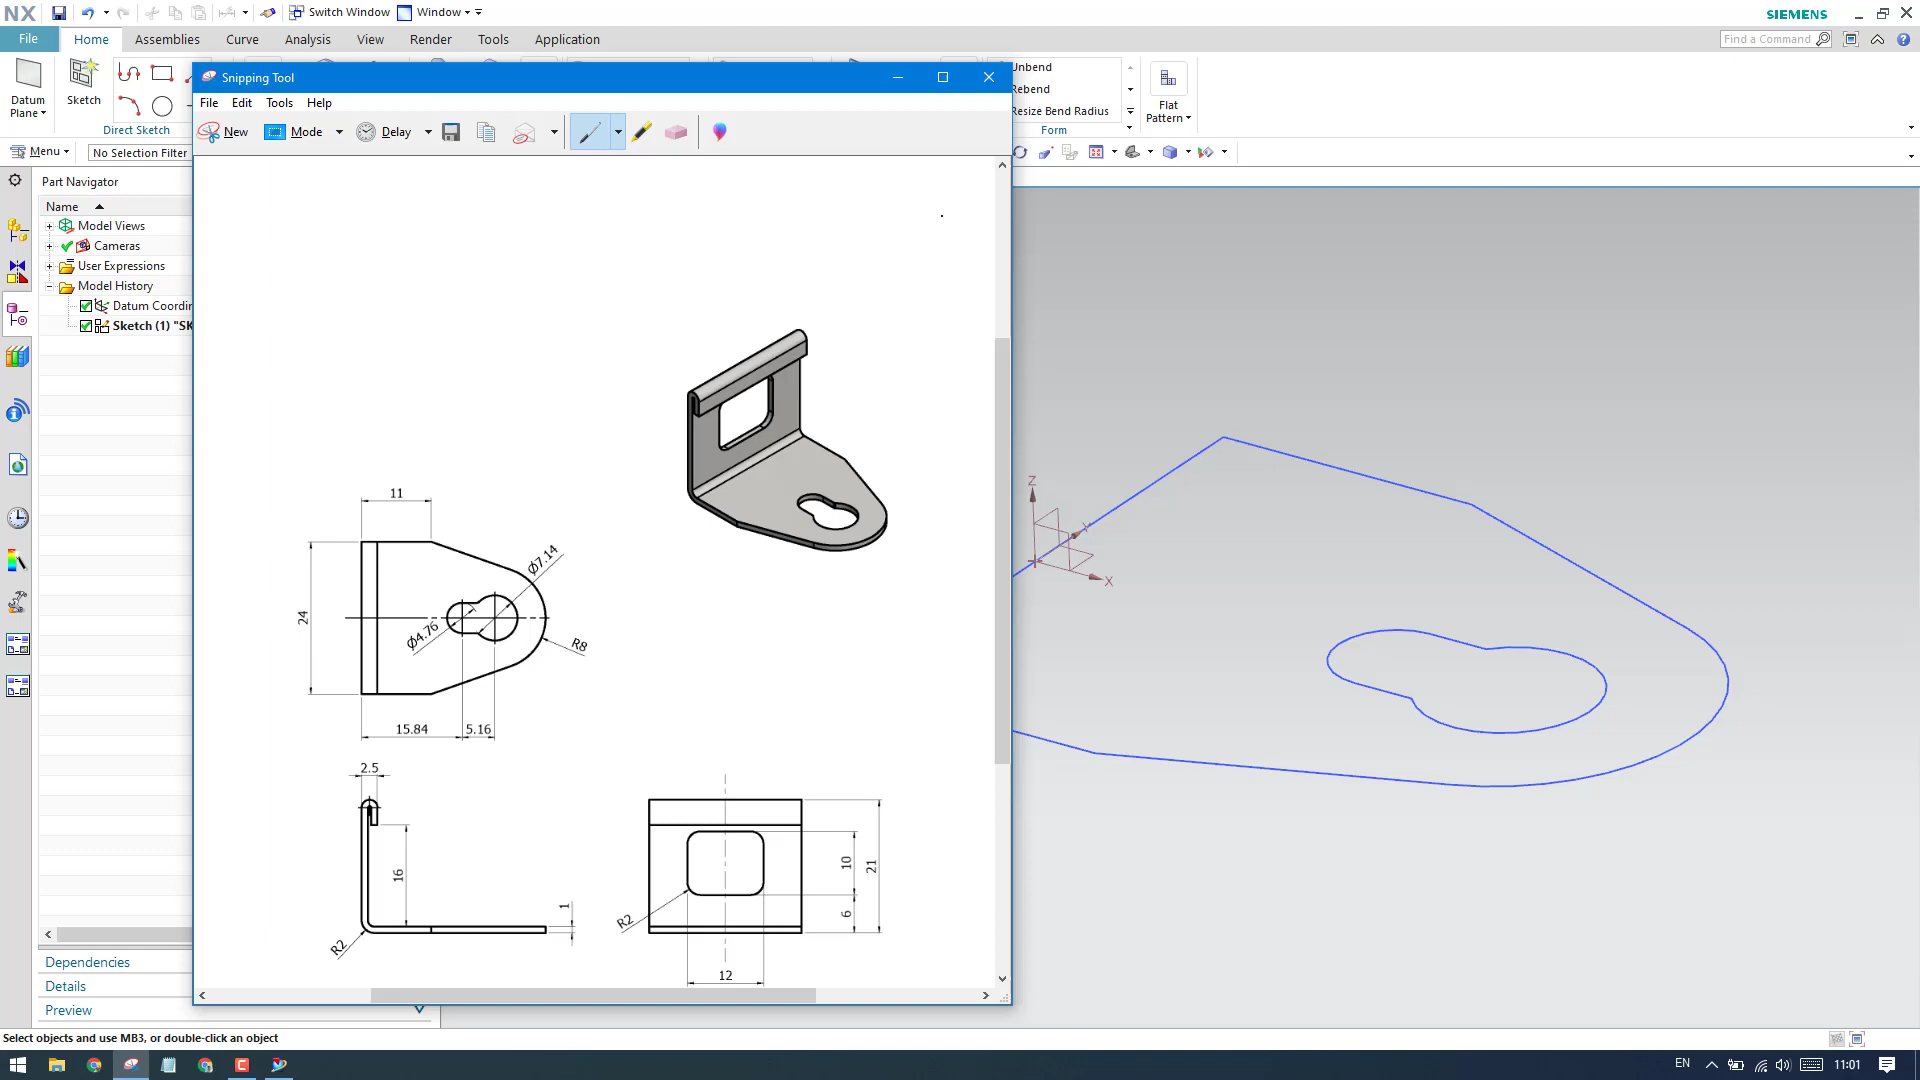 NX
Switch Window
Window
SIEMENS
File
Home
Assemblies
Curve
Analysis
View
Render
Tools
Application
Find a Command
Datum
Plane
Sketch
Direct Sketch
Unbend
Rebend
Resize Bend Radius
Form
Flat
Pattern
Menu
No Selection Filter
Snipping Tool
File
Edit
Tools
Help
New
Mode
Delay
Part Navigator
Name
Model Views
Cameras
User Expressions
Model History
Datum Coordin
Sketch (1) "SK
11
24
Ø7.14
Ø4.76
R8
15.84
5.16
2.5
16
1
R2
10
21
6
R2
12
Z
Y
X
Dependencies
Details
Preview
Select objects and use MB3, or double-click an object
EN
11:01